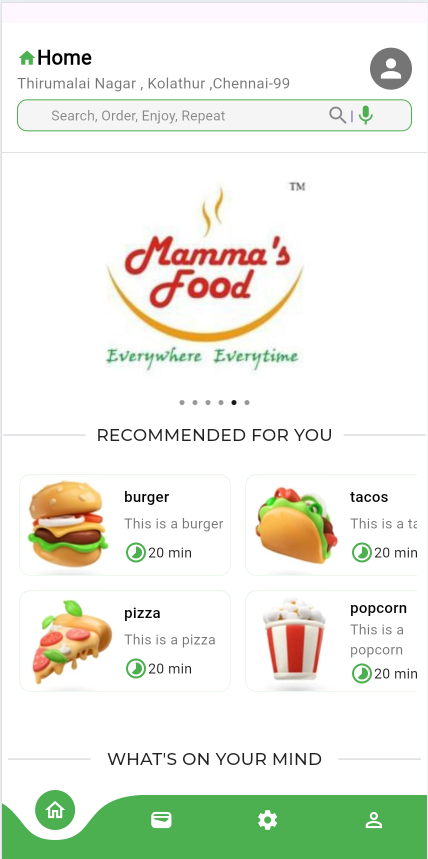 Home
Thirumalai Nagar , Kolathur ,Chennai-99
Search, Order, Enjoy, Repeat
TM
Mamma's
Food
Everywhere Everytime
RECOMMENDED FOR YOU
burger
This is a burger
20 min
tacos
This is a ta
20 min
pizza
This is a pizza
20 min
popcorn
This is a
popcorn
20 min
WHAT'S ON YOUR MIND